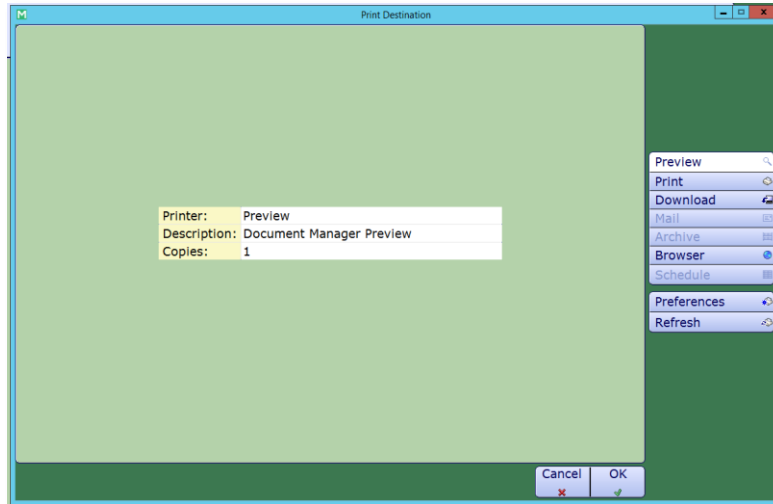 M Print Destination
Printer: Preview
Description: Document Manager Preview
Copies: 1
Preview
Print
Download
Mail
Archive
Browser
Schedule
Preferences
Refresh
Cancel OK